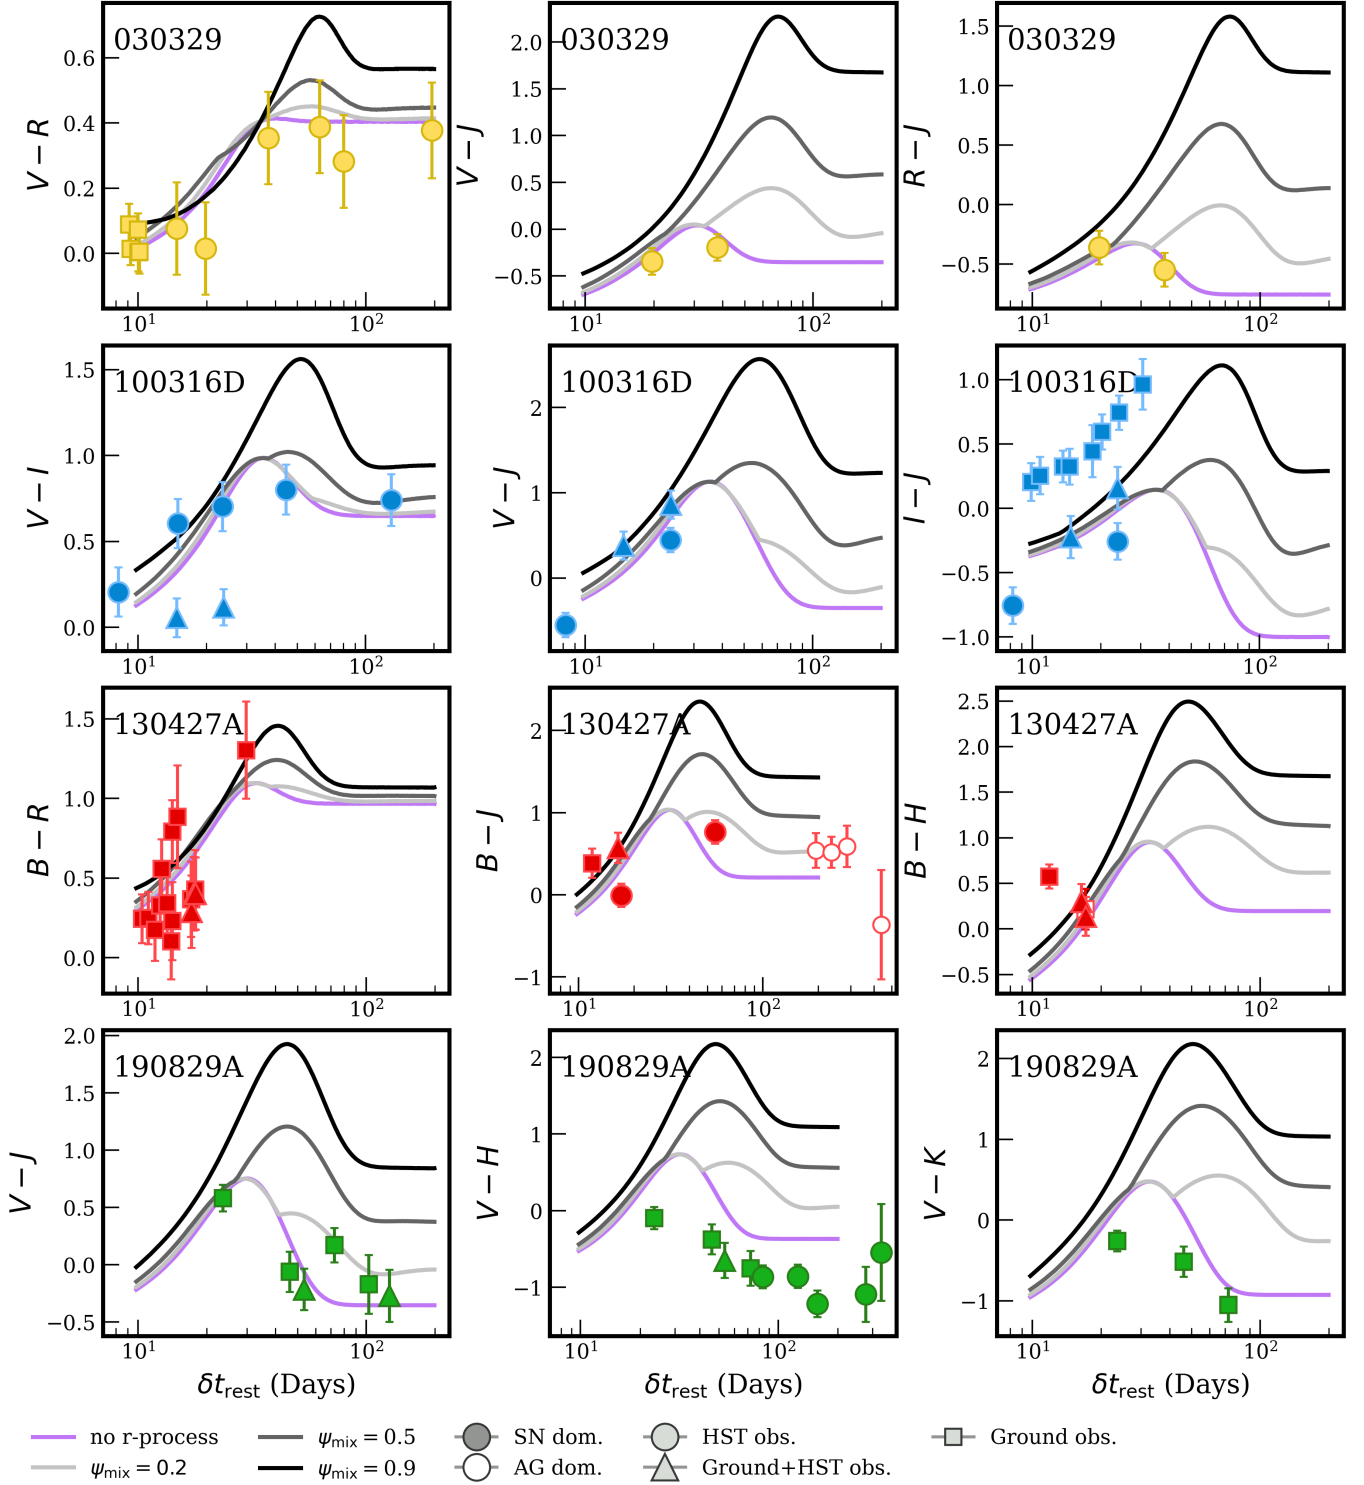 030329
V − R
0.6
0.4
0.2
0.0
10¹ 10²
030329
V − J
2.0
1.5
1.0
0.5
0.0
−0.5
10¹ 10²
030329
R − J
1.5
1.0
0.5
0.0
−0.5
10¹ 10²
100316D
V − I
1.5
1.0
0.5
0.0
10¹ 10²
100316D
V − J
2
1
0
10¹ 10²
100316D
I − J
1.0
0.5
0.0
−0.5
−1.0
10¹ 10²
130427A
B − R
1.5
1.0
0.5
0.0
10¹ 10²
130427A
B − J
2
1
0
−1
10¹ 10²
130427A
B − H
2.5
2.0
1.5
1.0
0.5
0.0
−0.5
10¹ 10²
190829A
V − J
2.0
1.5
1.0
0.5
0.0
−0.5
10¹ 10²
δt_rest (Days)
190829A
V − H
2
1
0
−1
10¹ 10²
δt_rest (Days)
190829A
V − K
2
1
0
−1
10¹ 10²
δt_rest (Days)
no r-process
ψ_mix = 0.2
ψ_mix = 0.5
ψ_mix = 0.9
SN dom.
AG dom.
HST obs.
Ground+HST obs.
Ground obs.